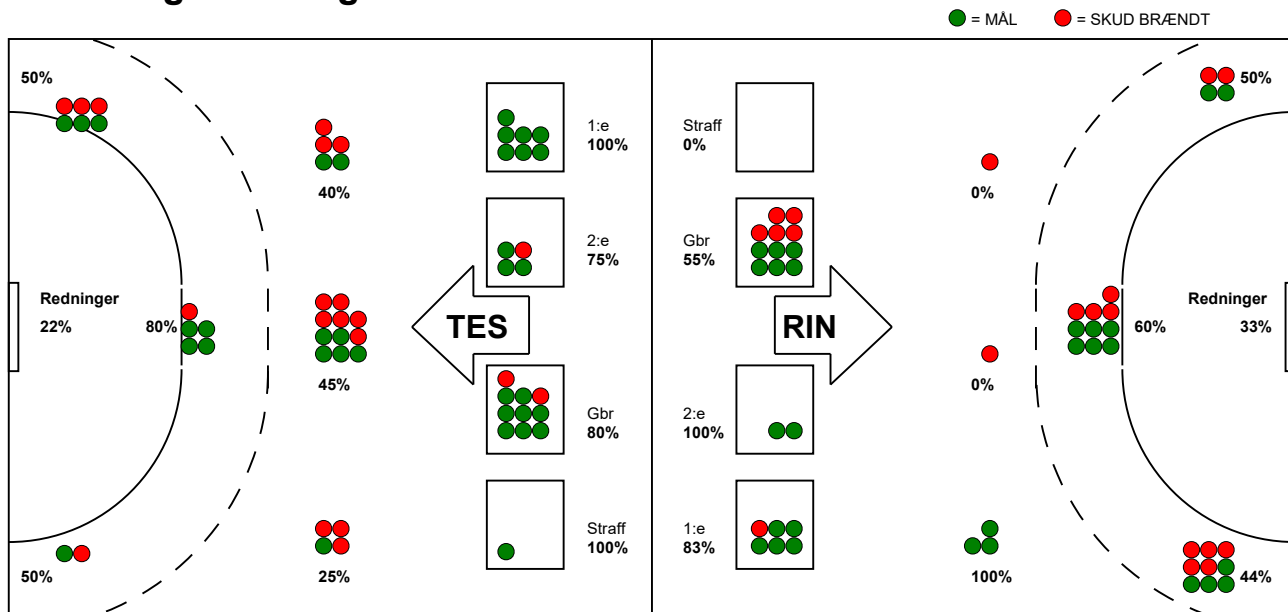 = MÅL = SKUD BRÆNDT
50%
40%
Redninger
22%
80%
45%
50%
25%
1:e
100%
2:e
75%
TES
Gbr
80%
Straff
100%
Straff
0%
Gbr
55%
RIN
2:e
100%
1:e
83%
50%
0%
Redninger
60%
33%
0%
100%
44%